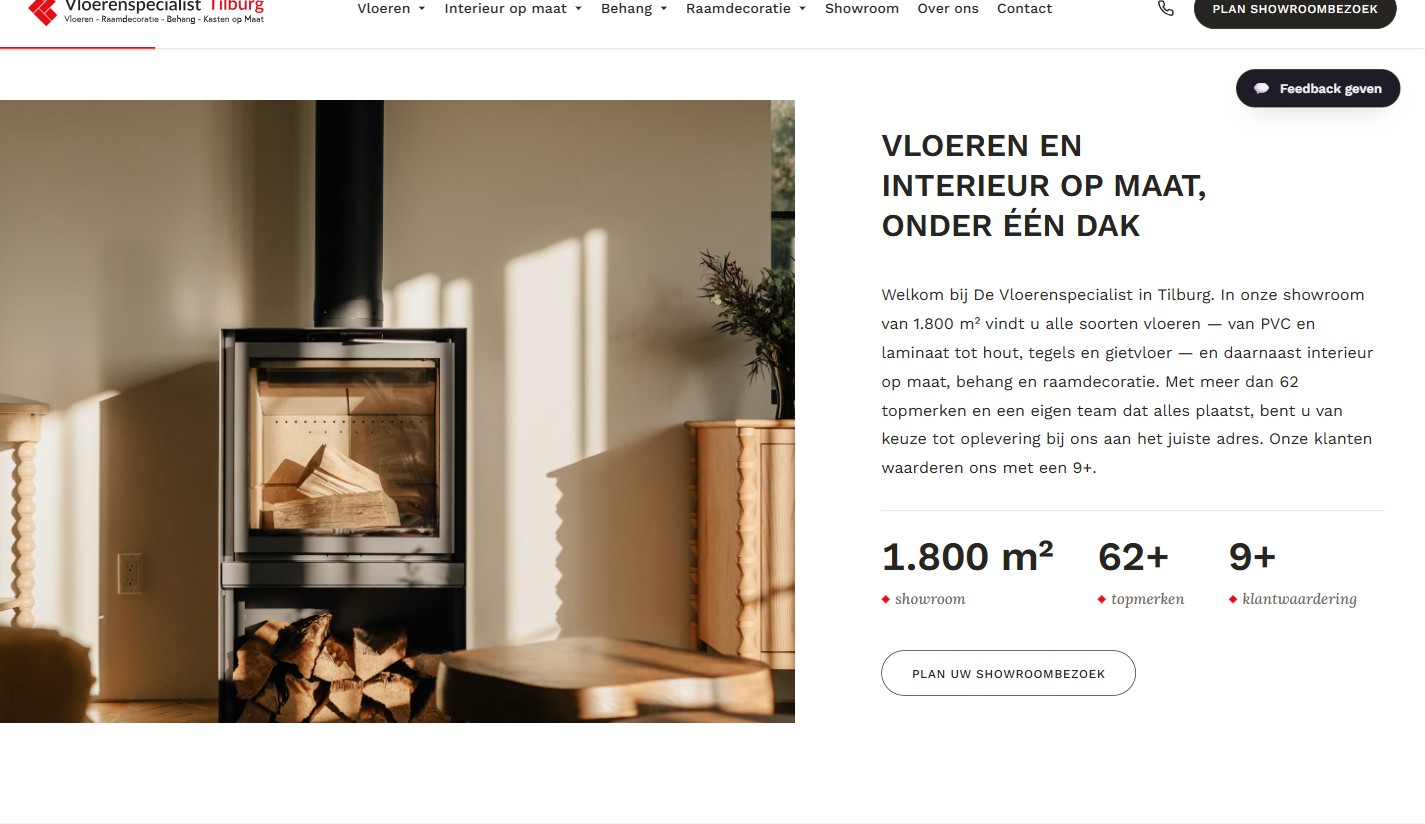 Vloerenspecialist Tilburg
Vloeren - Raamdecoratie - Behang - Kasten op Maat
Vloeren
Interieur op maat
Behang
Raamdecoratie
Showroom
Over ons
Contact
PLAN SHOWROOMBEZOEK
Feedback geven
VLOEREN EN
INTERIEUR OP MAAT,
ONDER ÉÉN DAK
Welkom bij De Vloerenspecialist in Tilburg. In onze showroom
van 1.800 m² vindt u alle soorten vloeren — van PVC en
laminaat tot hout, tegels en gietvloer — en daarnaast interieur
op maat, behang en raamdecoratie. Met meer dan 62
topmerken en een eigen team dat alles plaatst, bent u van
keuze tot oplevering bij ons aan het juiste adres. Onze klanten
waarderen ons met een 9+.
1.800 m²
showroom
62+
topmerken
9+
klantwaardering
PLAN UW SHOWROOMBEZOEK